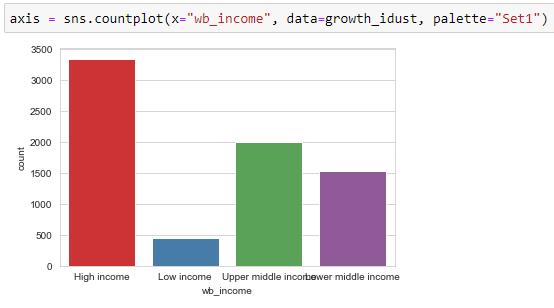 axis = sns.countplot(x="wb_income", data=growth_idust, palette="Set1")
3500
3000
2500
2000
1500
1000
500
0
count
High income
Low income
Upper middle income
Lower middle income
wb_income